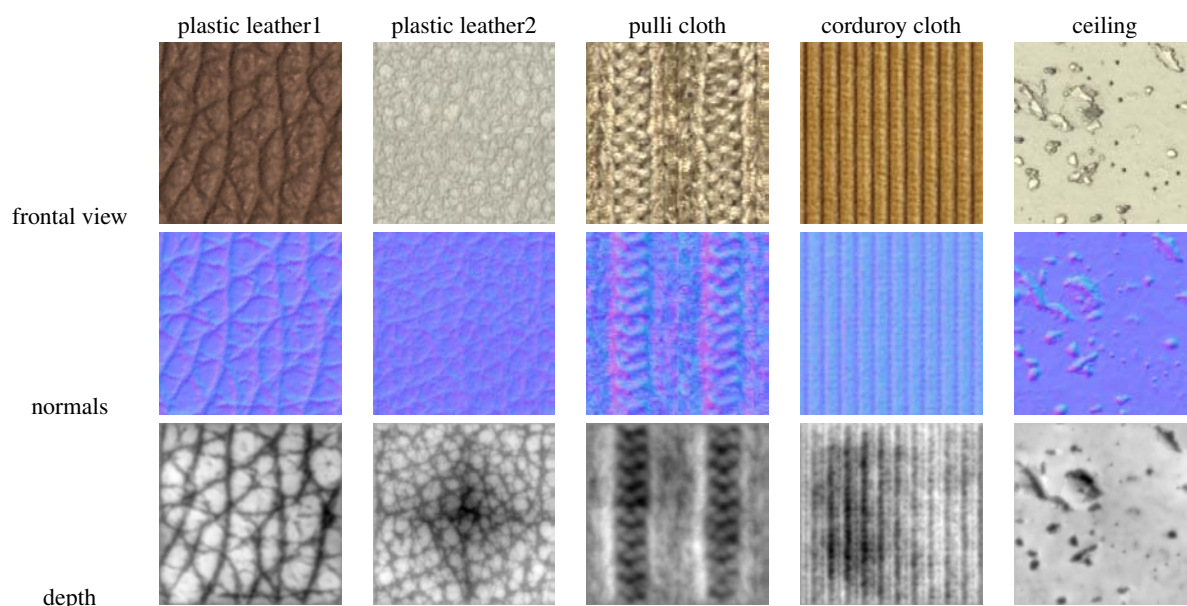 plastic leather1 plastic leather2 pulli cloth corduroy cloth ceiling
frontal view
normals
depth